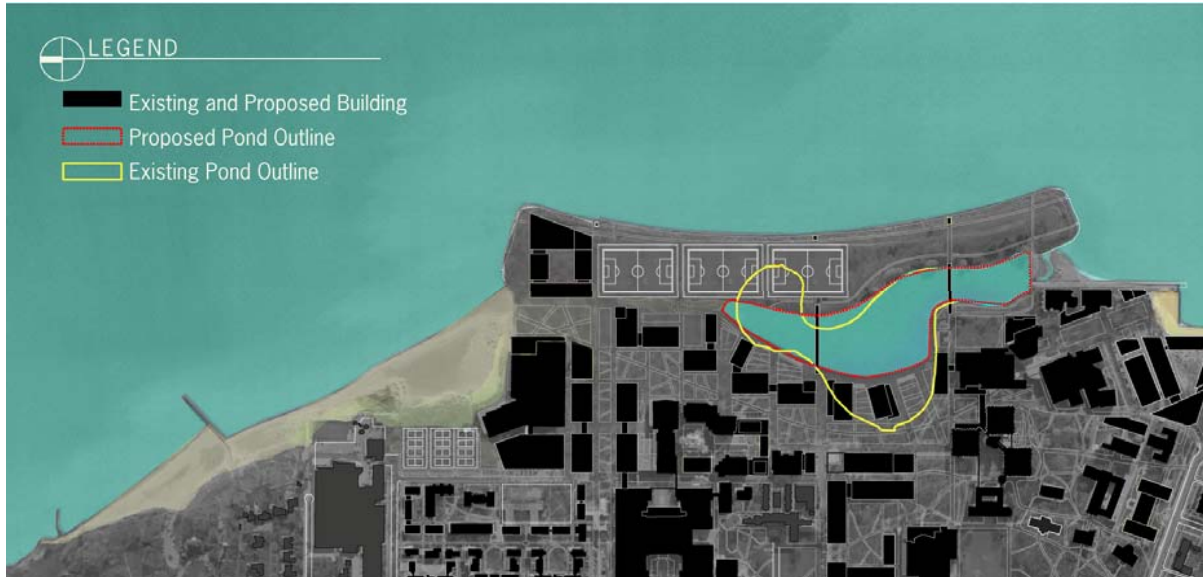 LEGEND
Existing and Proposed Building
Proposed Pond Outline
Existing Pond Outline